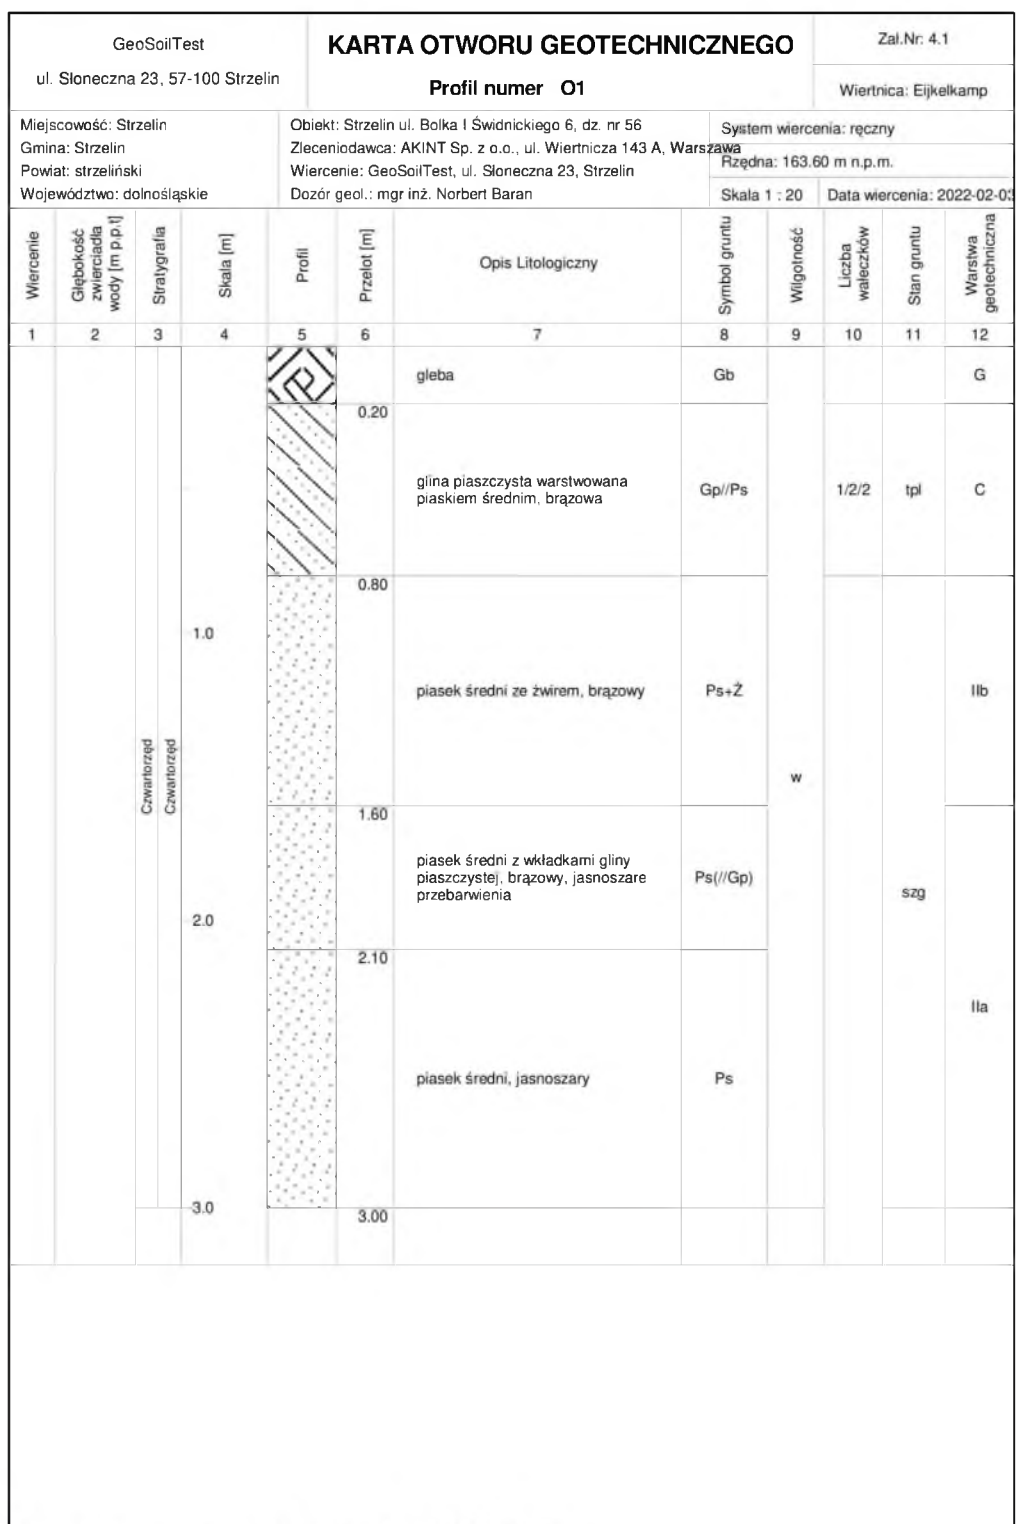 GeoSoilTest
ul. Słoneczna 23, 57-100 Strzelin
KARTA OTWORU GEOTECHNICZNEGO
Profil numer O1
Zał.Nr: 4.1
Wiertnica: Eijkelkamp
Miejscowość: Strzelin
Gmina: Strzelin
Powiat: strzeliński
Województwo: dolnośląskie
Obiekt: Strzelin ul. Bolka I Świdnickiego 6, dz. nr 56
Zleceniodawca: AKINT Sp. z o.o., ul. Wiertnicza 143 A, Warszawa
Wiercenie: GeoSoilTest, ul. Słoneczna 23, Strzelin
Dozór geol.: mgr inż. Norbert Baran
System wiercenia: ręczny
Rzędna: 163.60 m n.p.m.
Skala 1 : 20
Data wiercenia: 2022-02-03
Wiercenie
Głębokość
zwierciadła
wody [m p.p.t]
Stratygrafia
Skala [m]
Profil
Przelot [m]
Opis Litologiczny
Symbol gruntu
Wilgotność
Liczba
wałeczków
Stan gruntu
Warstwa
geotechniczna
1 2 3 4 5 6 7 8 9 10 11 12
gleba Gb G
0.20
glina piaszczysta warstwowana
piaskiem średnim, brązowa
Gp//Ps 1/2/2 tpl C
0.80
1.0
piasek średni ze żwirem, brązowy Ps+Ż IIb
Czwartorzęd
Czwartorzęd
w
1.60
piasek średni z wkładkami gliny
piaszczystej, brązowy, jasnoszare
przebarwienia
Ps(//Gp)
szg
2.0
2.10
IIa
piasek średni, jasnoszary Ps
3.0
3.00